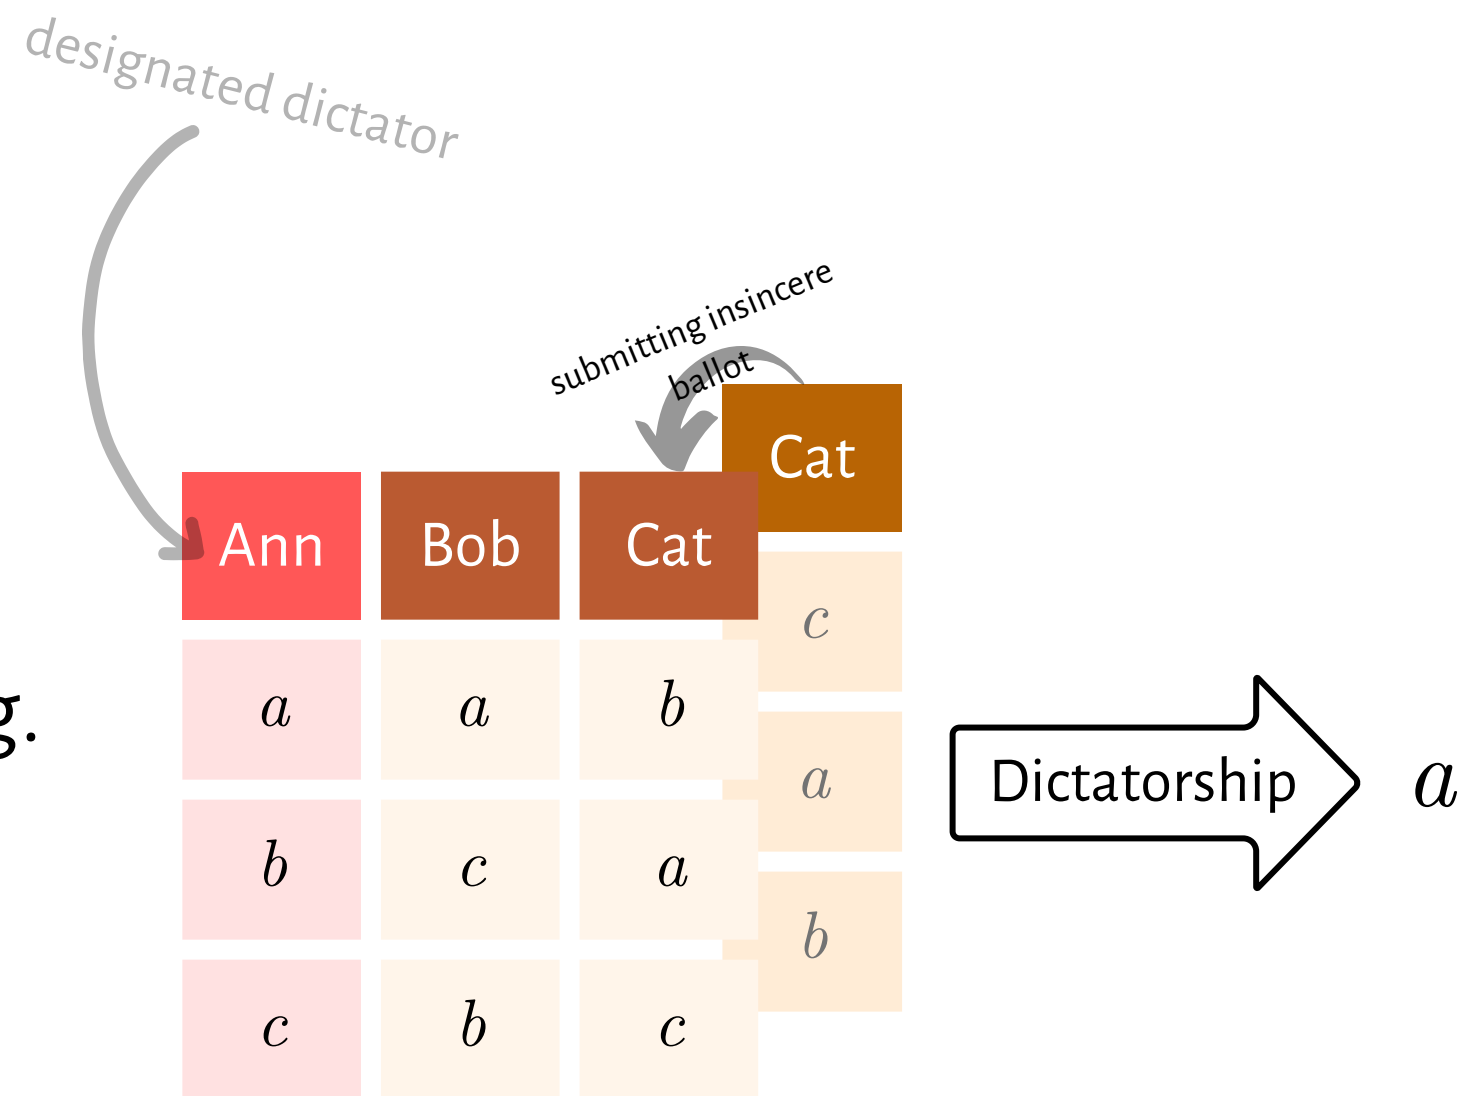 designated dictator
submitting insincere
ballot
Cat
Ann Bob Cat
c
g.
a a b
a
Dictatorship a
b c a
b
c b c